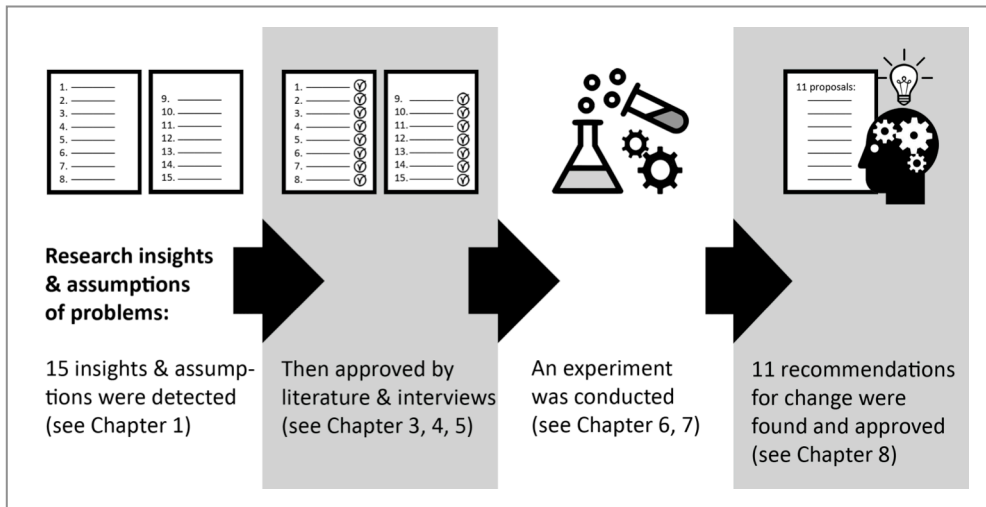 1.
2.
3.
4.
5.
6.
7.
8.
9.
10.
11.
12.
13.
14.
15.
1.
2.
3.
4.
5.
6.
7.
8.
9.
10.
11.
12.
13.
14.
15.
11 proposals:
Research insights
& assumptions
of problems:
15 insights & assump-
tions were detected
(see Chapter 1)
Then approved by
literature & interviews
(see Chapter 3, 4, 5)
An experiment
was conducted
(see Chapter 6, 7)
11 recommendations
for change were
found and approved
(see Chapter 8)